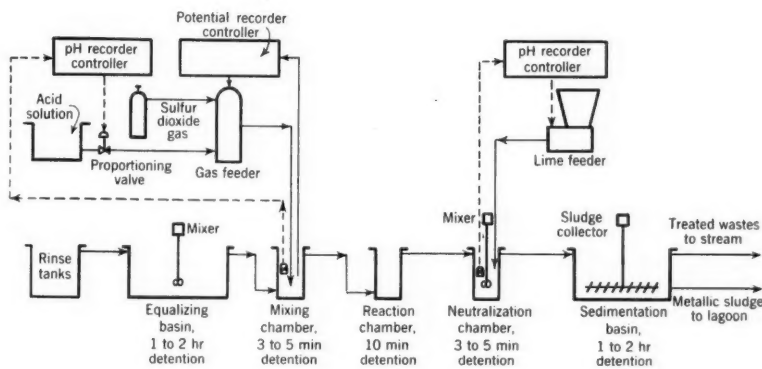 Potential recorder
controller
pH recorder
controller
pH recorder
controller
Acid
solution
Sulfur
dioxide
gas
Proportioning
valve
Gas feeder
Lime feeder
Mixer
Mixer
Sludge
collector
Treated wastes
to stream
Rinse
tanks
Metallic sludge
to lagoon
Equalizing
basin,
1 to 2 hr
detention
Mixing
chamber,
3 to 5 min
detention
Reaction
chamber,
10 min
detention
Neutralization
chamber,
3 to 5 min
detention
Sedimentation
basin,
1 to 2 hr
detention